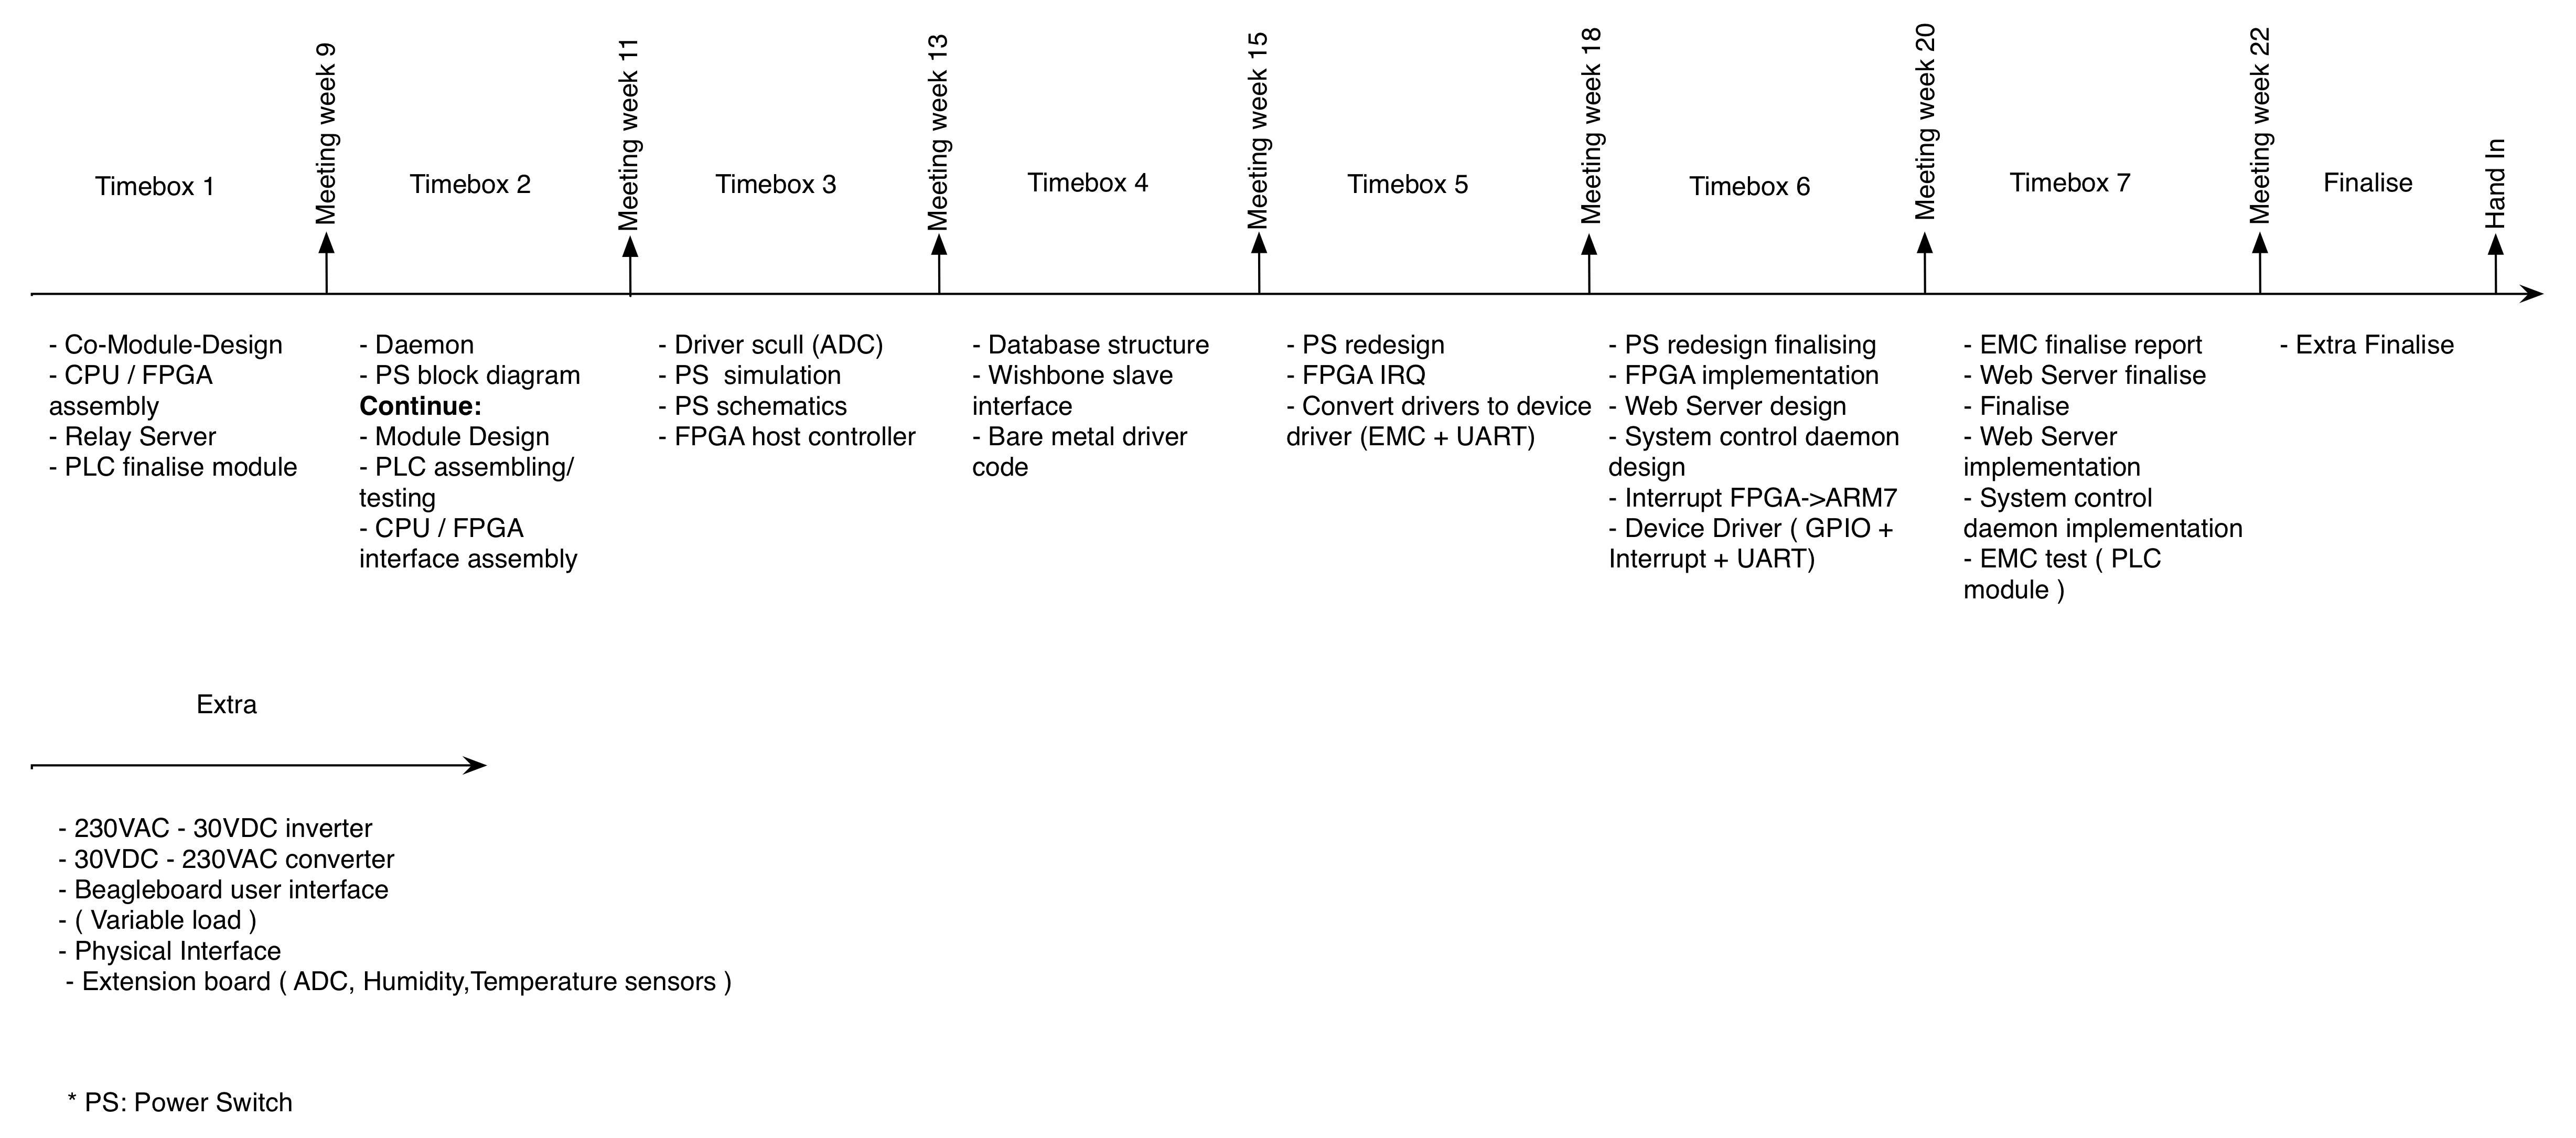 Timebox 1
Meeting week 9
Timebox 2
Meeting week 11
Timebox 3
Meeting week 13
Timebox 4
Meeting week 15
Timebox 5
Meeting week 18
Timebox 6
Meeting week 20
Timebox 7
Meeting week 22
Finalise
Hand In
- Co-Module-Design
- CPU / FPGA
assembly
- Relay Server
- PLC finalise module
- Daemon
- PS block diagram
Continue:
- Module Design
- PLC assembling/
testing
- CPU / FPGA
interface assembly
- Driver scull (ADC)
- PS  simulation
- PS schematics
- FPGA host controller
- Database structure
- Wishbone slave
interface
- Bare metal driver
code
- PS redesign
- FPGA IRQ
- Convert drivers to device
driver (EMC + UART)
- PS redesign finalising
- FPGA implementation
- Web Server design
- System control daemon
design
- Interrupt FPGA->ARM7
- Device Driver ( GPIO +
Interrupt + UART)
- EMC finalise report
- Web Server finalise
- Finalise
- Web Server
implementation
- System control
daemon implementation
- EMC test ( PLC
module )
- Extra Finalise
Extra
- 230VAC - 30VDC inverter
- 30VDC - 230VAC converter
- Beagleboard user interface
- ( Variable load )
- Physical Interface
- Extension board ( ADC, Humidity,Temperature sensors )
* PS: Power Switch